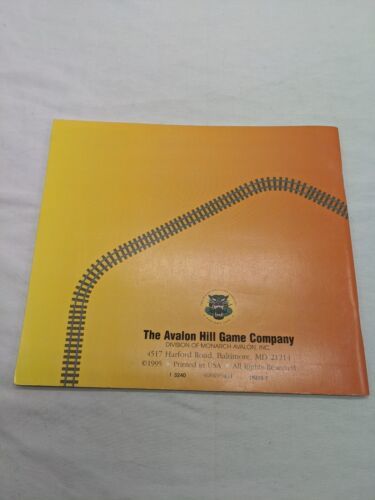 The Avalon Hill Game Company
DIVISION OF MONARCH AVALON, INC.
4517 Harford Road, Baltimore, MD 21214
©1995 • Printed in USA • All Rights Reserved